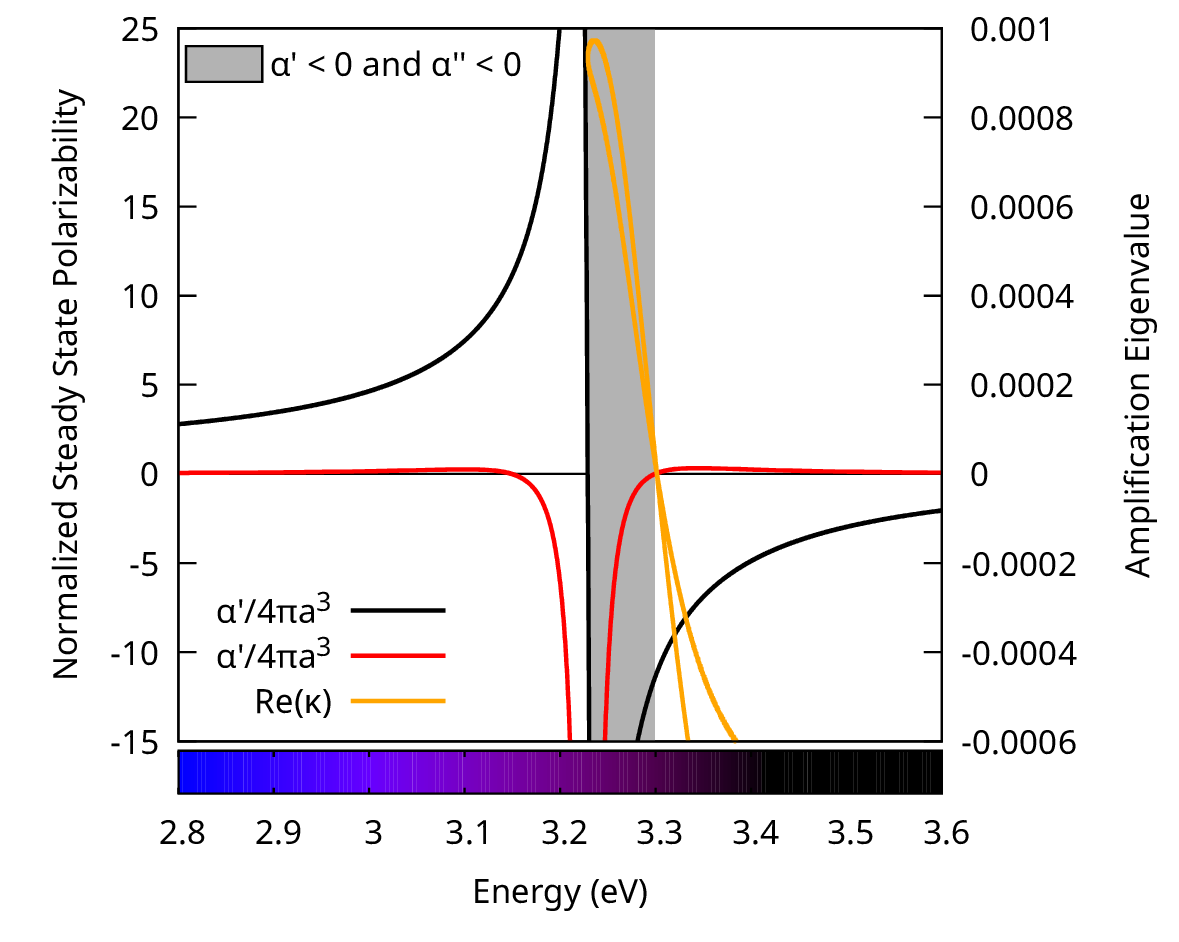 α' < 0 and α'' < 0
Normalized Steady State Polarizability
25
20
15
10
5
0
-5
-10
-15
0.001
0.0008
0.0006
0.0004
0.0002
0
-0.0002
-0.0004
-0.0006
Amplification Eigenvalue
α'/4πa³
α'/4πa³
Re(κ)
2.8 2.9 3 3.1 3.2 3.3 3.4 3.5 3.6
Energy (eV)